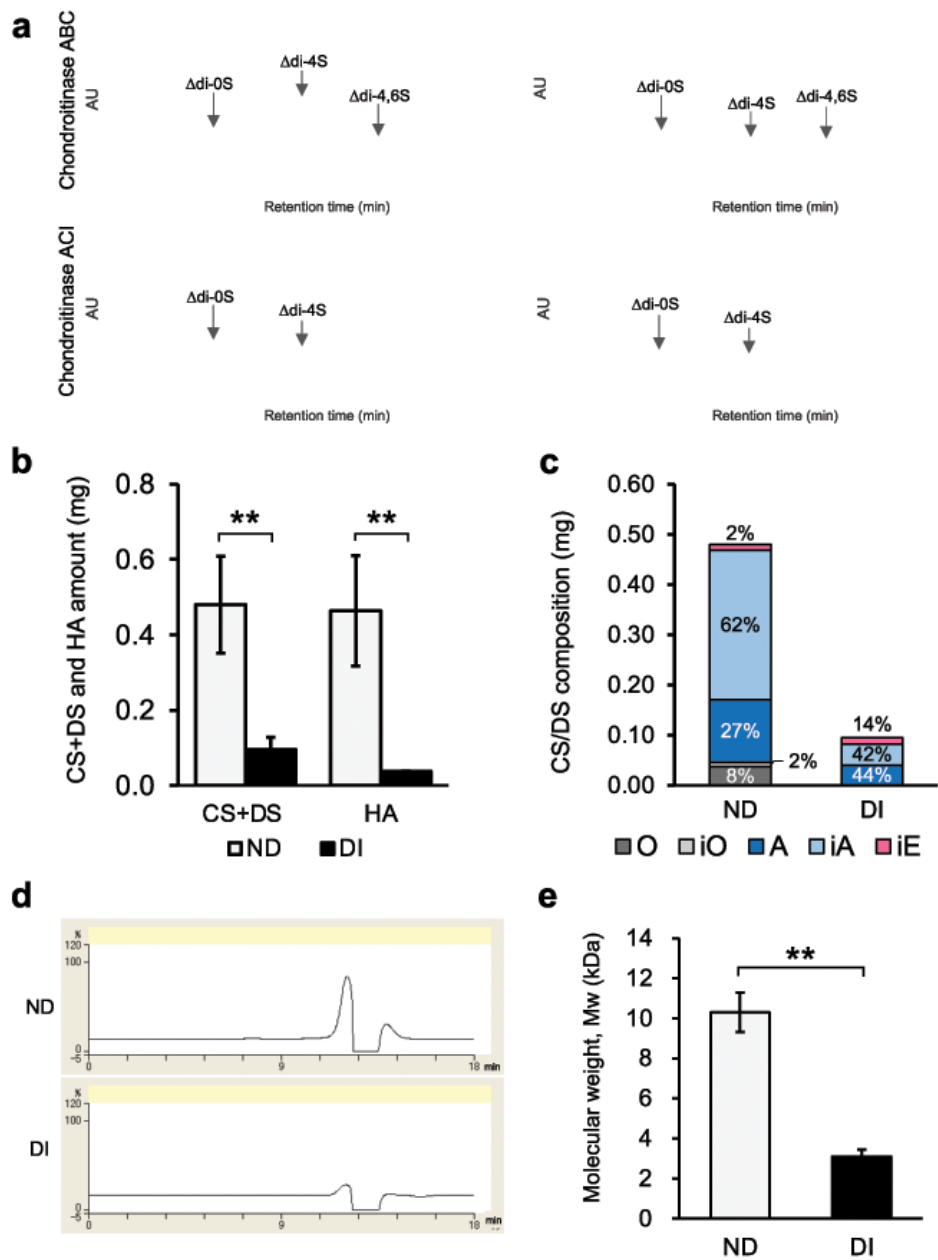 a
Chondroitinase ABC
AU
Δdi-0S
Δdi-4S
Δdi-4,6S
Retention time (min)
AU
Δdi-0S
Δdi-4S
Δdi-4,6S
Retention time (min)
Chondroitinase ACI
AU
Δdi-0S
Δdi-4S
Retention time (min)
AU
Δdi-0S
Δdi-4S
Retention time (min)
b
CS+DS and HA amount (mg)
0.8
0.6
0.4
0.2
0.0
**
**
CS+DS
HA
ND
DI
c
CS/DS composition (mg)
0.60
0.50
0.40
0.30
0.20
0.10
0.00
2%
62%
27%
2%
8%
14%
42%
44%
ND
DI
O
iO
A
iA
iE
d
ND
%
120
100
0
-5
0
9
18
min
DI
%
120
100
0
-5
0
9
18
min
e
Molecular weight, Mw (kDa)
14
12
10
8
6
4
2
0
**
ND
DI